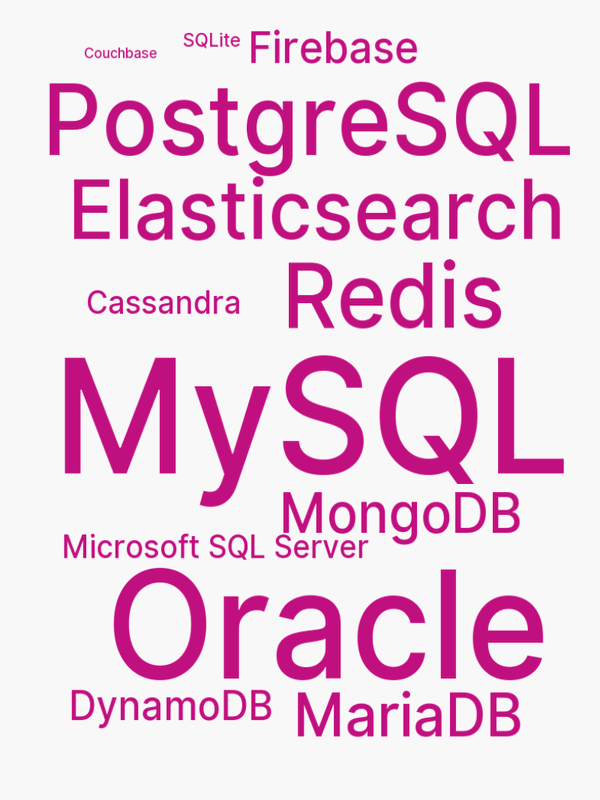 Couchbase
SQLite
Firebase
PostgreSQL
Elasticsearch
Redis
Cassandra
MySQL
MongoDB
Microsoft SQL Server
Oracle
DynamoDB
MariaDB